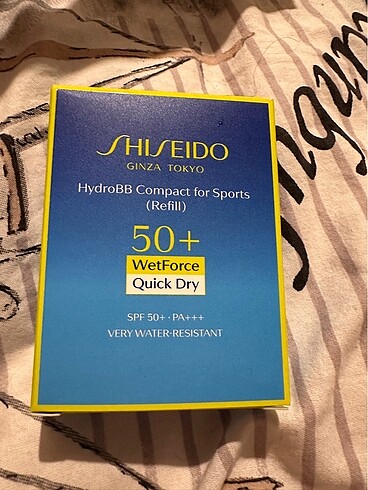 SHISEIDO
GINZA TOKYO
HydroBB Compact for Sports
(Refill)
50+
WetForce
Quick Dry
SPF 50+ · PA+++
VERY WATER-RESISTANT